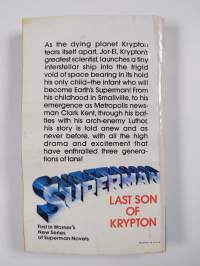 As the dying planet Krypton
tears itself apart, Jor-El, Krypton's
greatest scientist, launches a tiny
interstellar ship into the frigid
void of space bearing in its hold
his only child—the infant who will
become Earth's Superman! From
his childhood in Smallville, to his
emergence as Metropolis news-
man Clark Kent, through his bat-
tles with his arch-enemy Luthor,
his story is told anew and as
never before, with all the high
drama and excitement that
have enthralled three genera-
tions of fans!
SUPERMAN
LAST SON
OF
KRYPTON
First in Warner's
New Series
of Superman Novels